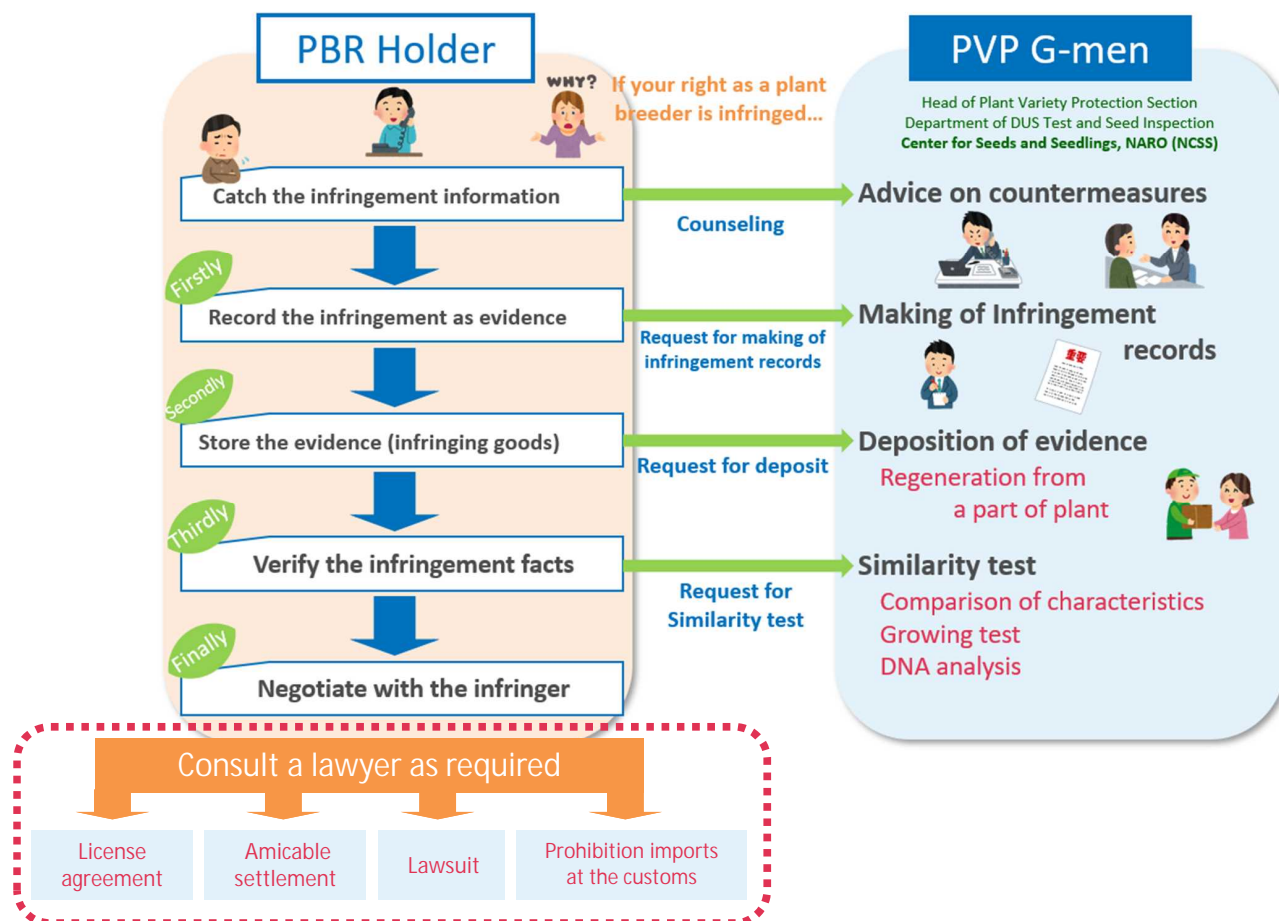 PBR Holder
WHY?
If your right as a plant
breeder is infringed...
Catch the infringement information
Firstly
Record the infringement as evidence
Secondly
Store the evidence (infringing goods)
Thirdly
Verify the infringement facts
Finally
Negotiate with the infringer
Counseling
Request for making of
infringement records
Request for deposit
Request for
Similarity test
PVP G-men
Head of Plant Variety Protection Section
Department of DUS Test and Seed Inspection
Center for Seeds and Seedlings, NARO (NCSS)
Advice on countermeasures
Making of Infringement
records
重要
Deposition of evidence
Regeneration from
a part of plant
Similarity test
Comparison of characteristics
Growing test
DNA analysis
Consult a lawyer as required
License
agreement
Amicable
settlement
Lawsuit
Prohibition imports
at the customs